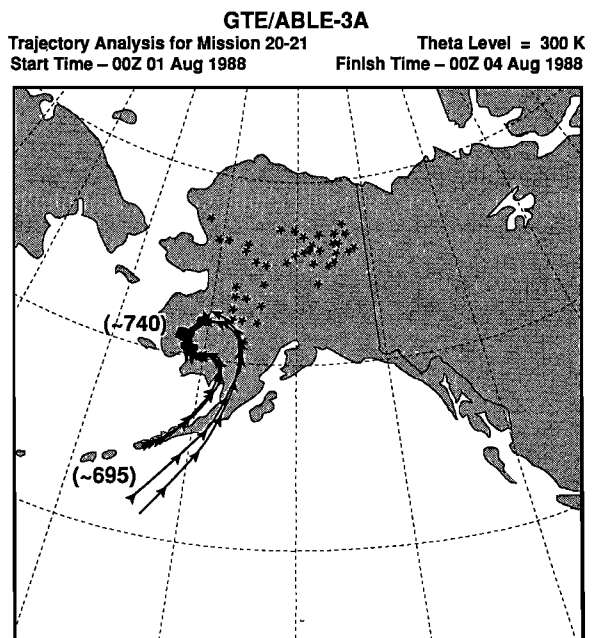 GTE/ABLE-3A
Trajectory Analysis for Mission 20-21 Theta Level = 300 K
Start Time – 00Z 01 Aug 1988 Finish Time – 00Z 04 Aug 1988
(~740)
(~695)